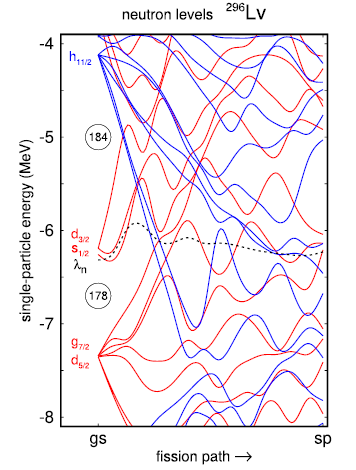 neutron levels ²⁹⁶Lv
-4
h₁₁/₂
184
-5
single-particle energy (MeV)
d₃/₂
-6
s₁/₂
λₙ
178
-7
g₇/₂
d₅/₂
-8
gs sp
fission path →